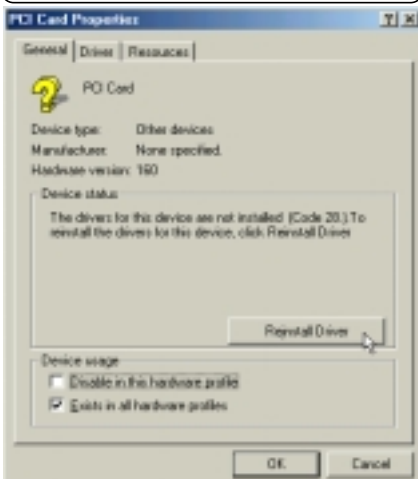 PCI Card Properties
General Driver Resources
PCI Card
Device type: Other devices
Manufacturer: None specified.
Hardware version: 160
Device status
The drivers for this device are not installed (Code 28.) To
reinstall the drivers for this device, click Reinstall Driver
Reinstall Driver
Device usage
Disable in this hardware profile
Exists in all hardware profiles
OK Cancel